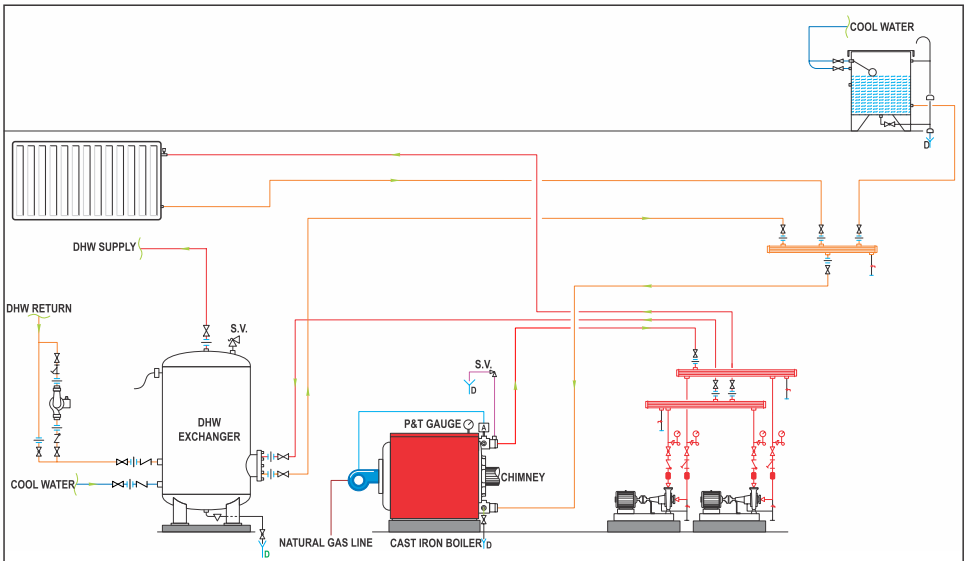 COOL WATER
D
DHW SUPPLY
DHW RETURN
S.V.
S.V.
D
P&T GAUGE
A
DHW
EXCHANGER
CHIMNEY
COOL WATER
NATURAL GAS LINE
CAST IRON BOILER
D
D